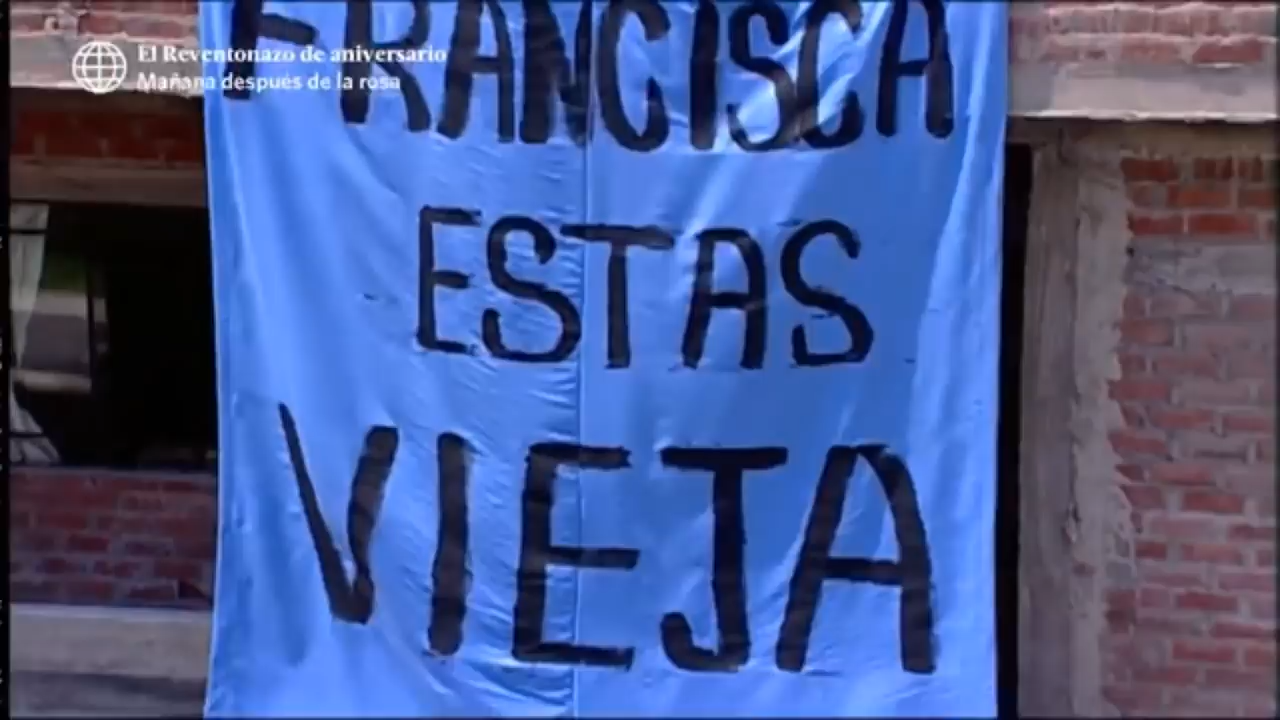 El Reventonazo de aniversario
Mañana después de la rosa
FRANCISCA
ESTAS
VIEJA